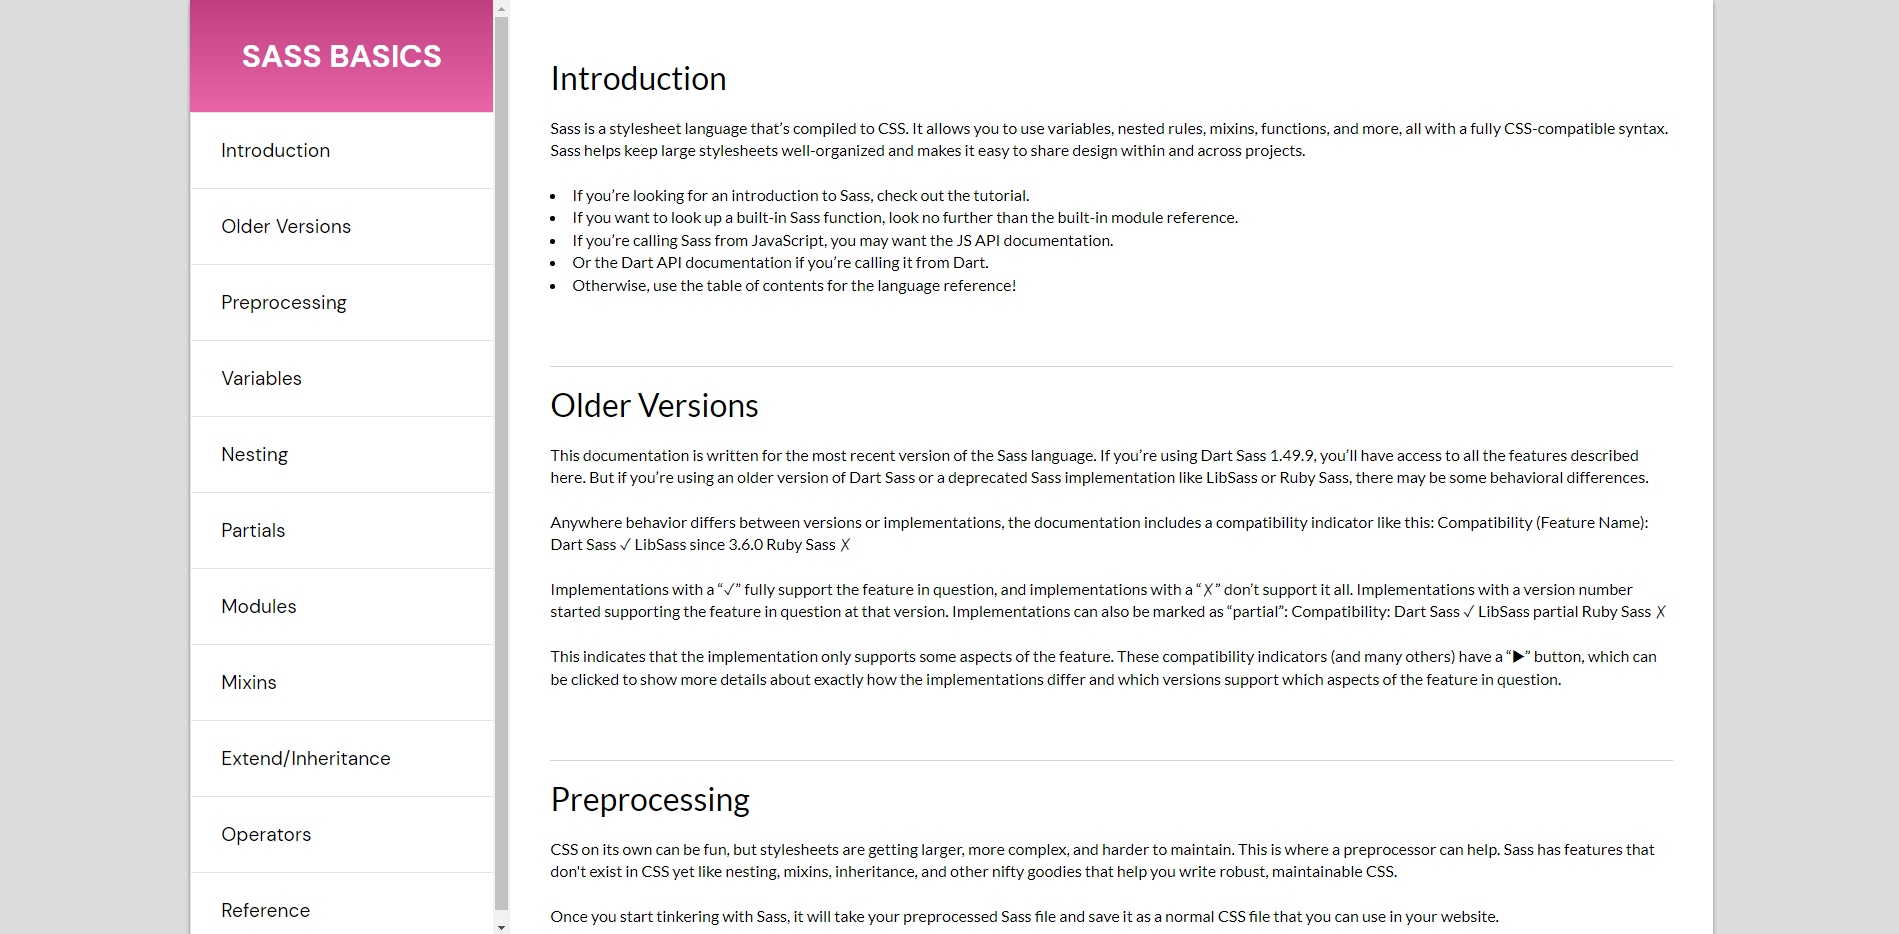 SASS BASICS
Introduction
Older Versions
Preprocessing
Variables
Nesting
Partials
Modules
Mixins
Extend/Inheritance
Operators
Reference
Introduction
Sass is a stylesheet language that’s compiled to CSS. It allows you to use variables, nested rules, mixins, functions, and more, all with a fully CSS-compatible syntax.
Sass helps keep large stylesheets well-organized and makes it easy to share design within and across projects.
• If you’re looking for an introduction to Sass, check out the tutorial.
• If you want to look up a built-in Sass function, look no further than the built-in module reference.
• If you’re calling Sass from JavaScript, you may want the JS API documentation.
• Or the Dart API documentation if you’re calling it from Dart.
• Otherwise, use the table of contents for the language reference!
Older Versions
This documentation is written for the most recent version of the Sass language. If you’re using Dart Sass 1.49.9, you’ll have access to all the features described
here. But if you’re using an older version of Dart Sass or a deprecated Sass implementation like LibSass or Ruby Sass, there may be some behavioral differences.
Anywhere behavior differs between versions or implementations, the documentation includes a compatibility indicator like this: Compatibility (Feature Name):
Dart Sass ✓ LibSass since 3.6.0 Ruby Sass ✗
Implementations with a “✓” fully support the feature in question, and implementations with a “✗” don’t support it all. Implementations with a version number
started supporting the feature in question at that version. Implementations can also be marked as “partial”: Compatibility: Dart Sass ✓ LibSass partial Ruby Sass ✗
This indicates that the implementation only supports some aspects of the feature. These compatibility indicators (and many others) have a “▶” button, which can
be clicked to show more details about exactly how the implementations differ and which versions support which aspects of the feature in question.
Preprocessing
CSS on its own can be fun, but stylesheets are getting larger, more complex, and harder to maintain. This is where a preprocessor can help. Sass has features that
don't exist in CSS yet like nesting, mixins, inheritance, and other nifty goodies that help you write robust, maintainable CSS.
Once you start tinkering with Sass, it will take your preprocessed Sass file and save it as a normal CSS file that you can use in your website.